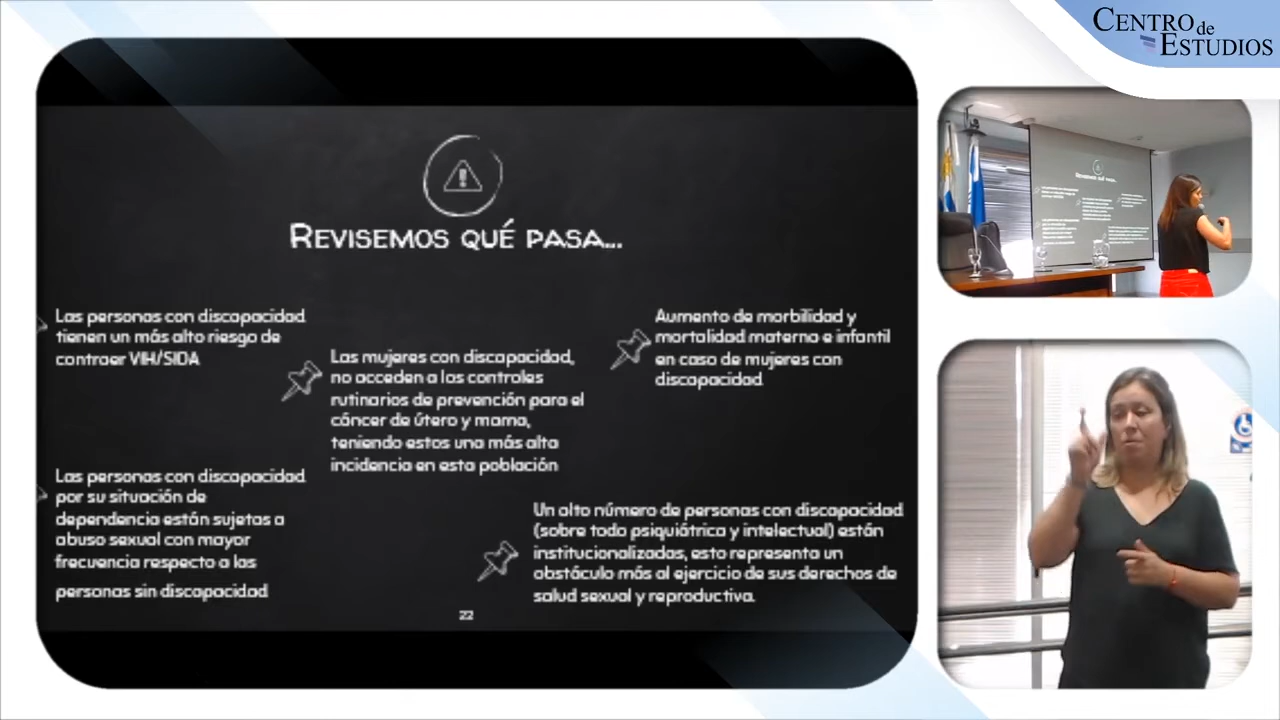 CENTRO de
ESTUDIOS
REVISEMOS QUÉ PASA...
Las personas con discapacidad
tienen un más alto riesgo de
contraer VIH/SIDA
Las mujeres con discapacidad,
no acceden a los controles
rutinarios de prevención para el
cáncer de útero y mama,
teniendo estos una más alta
incidencia en esta población
Aumento de morbilidad y
mortalidad materno e infantil
en caso de mujeres con
discapacidad
Las personas con discapacidad
por su situación de
dependencia están sujetas a
abuso sexual con mayor
frecuencia respecto a las
personas sin discapacidad
Un alto número de personas con discapacidad
(sobre todo psiquiátrica y intelectual) están
institucionalizadas, esto representa un
obstáculo más al ejercicio de sus derechos de
salud sexual y reproductiva.
22
REVISEMOS QUÉ PASA...